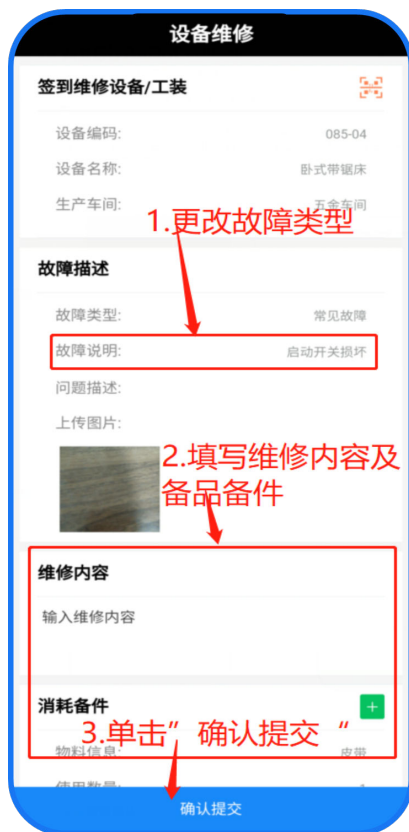 设备维修
签到维修设备/工装
设备编码: 085-04
设备名称: 卧式带锯床
生产车间: 五金车间
1.更改故障类型
故障描述
故障类型: 常见故障
故障说明: 启动开关损坏
问题描述:
上传图片:
2.填写维修内容及
备品备件
维修内容
输入维修内容
消耗备件
+
3.单击”确认提交“
物料信息: 皮带
使用数量: 1
确认提交